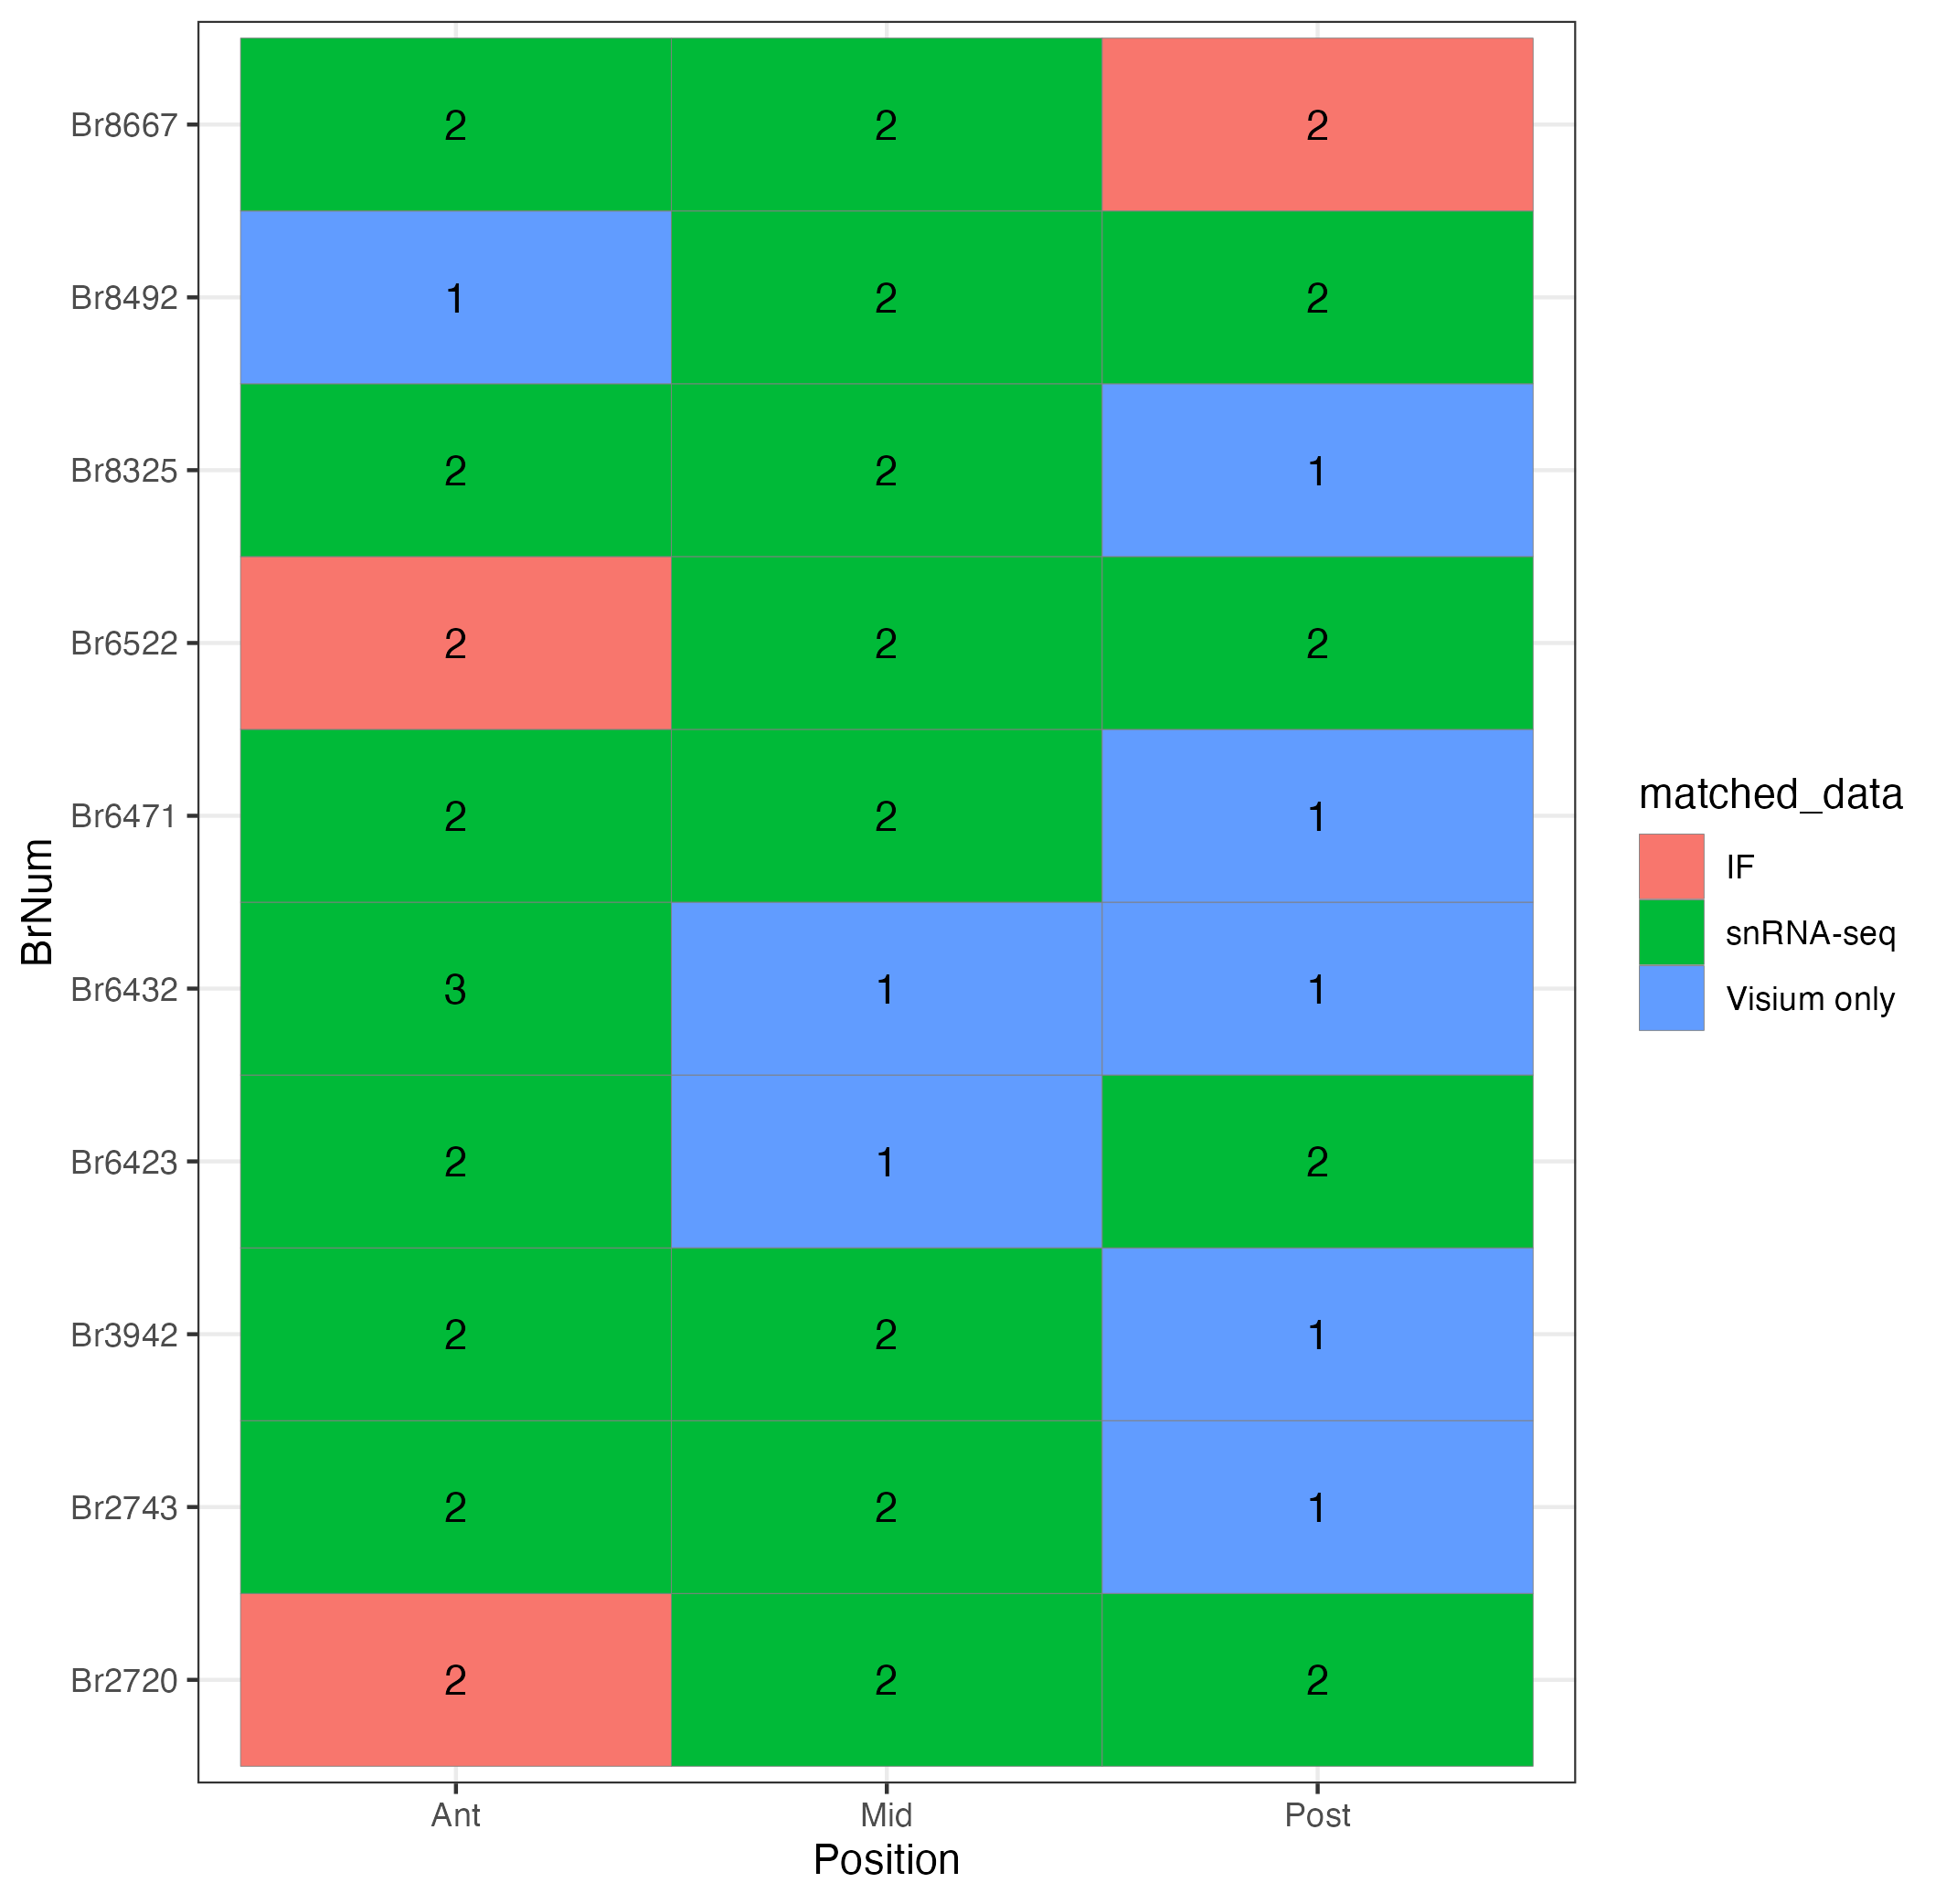 BrNum
Br8667 2 2 2
Br8492 1 2 2
Br8325 2 2 1
Br6522 2 2 2
Br6471 2 2 1
Br6432 3 1 1
Br6423 2 1 2
Br3942 2 2 1
Br2743 2 2 1
Br2720 2 2 2
Ant Mid Post
Position
matched_data
IF
snRNA-seq
Visium only